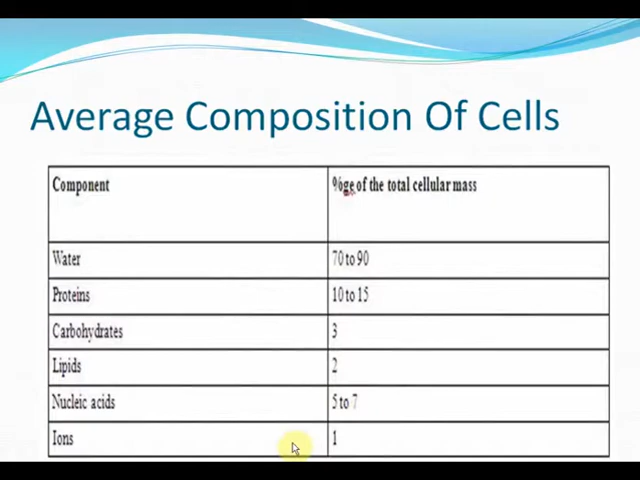 Average Composition Of Cells
Component %ge of the total cellular mass
Water 70 to 90
Proteins 10 to 15
Carbohydrates 3
Lipids 2
Nucleic acids 5 to 7
Ions 1